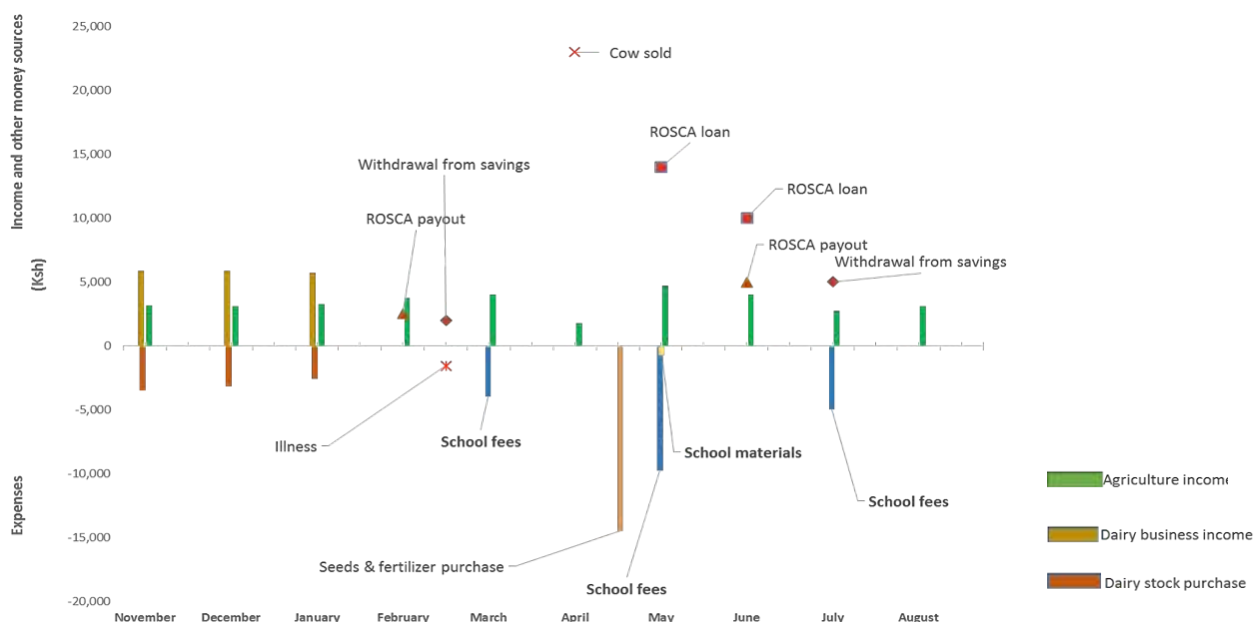 Income and other money sources
(Ksh)
Expenses
25,000
20,000
15,000
10,000
5,000
0
-5,000
-10,000
-15,000
-20,000
Cow sold
ROSCA loan
Withdrawal from savings
ROSCA loan
ROSCA payout
ROSCA payout
Withdrawal from savings
Illness
School fees
School materials
School fees
Seeds & fertilizer purchase
School fees
Agriculture income
Dairy business income
Dairy stock purchase
November December January February March April May June July August